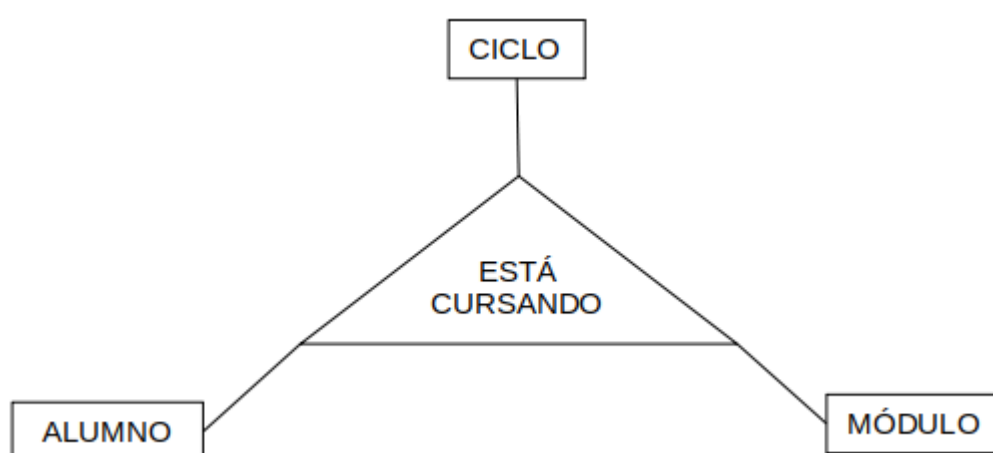 CICLO
ESTÁ
CURSANDO
ALUMNO
MÓDULO